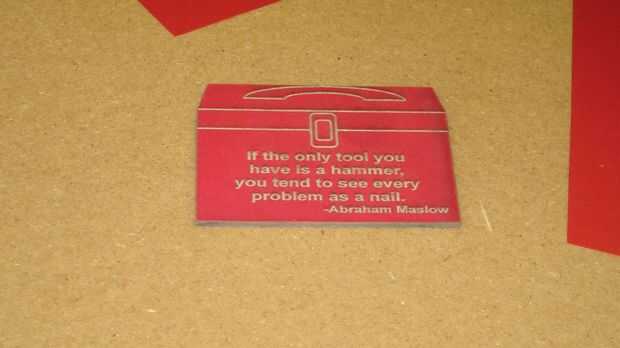 If the only tool you
have is a hammer,
you tend to see every
problem as a nail.
-Abraham Maslow